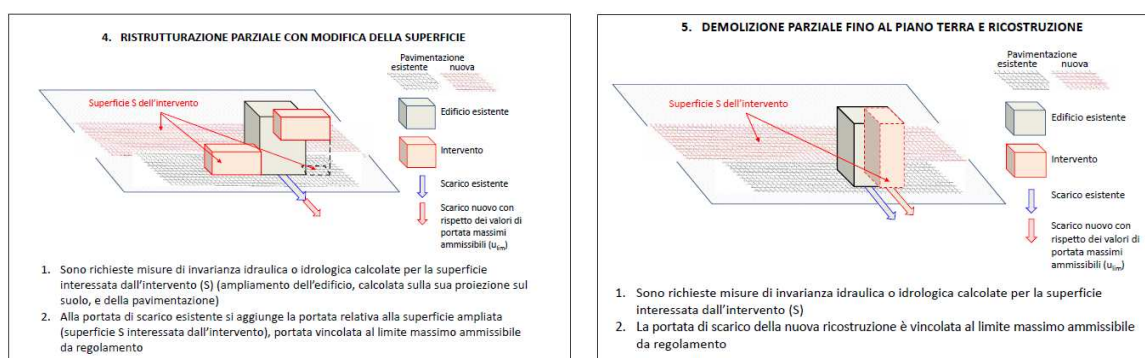 4. RISTRUTTURAZIONE PARZIALE CON MODIFICA DELLA SUPERFICIE
Pavimentazione
esistente nuova
Superficie S dell'intervento
Edificio esistente
Intervento
Scarico esistente
Scarico nuovo con
rispetto dei valori di
portata massimi
ammissibili (ulim)
1. Sono richieste misure di invarianza idraulica o idrologica calcolate per la superficie
interessata dall'intervento (S) (ampliamento dell'edificio, calcolata sulla sua proiezione sul
suolo, e della pavimentazione)
2. Alla portata di scarico esistente si aggiunge la portata relativa alla superficie ampliata
(superficie S interessata dall'intervento), portata vincolata al limite massimo ammissibile
da regolamento
5. DEMOLIZIONE PARZIALE FINO AL PIANO TERRA E RICOSTRUZIONE
Pavimentazione
esistente nuova
Superficie S dell'intervento
Edificio esistente
Intervento
Scarico esistente
Scarico nuovo con
rispetto dei valori di
portata massimi
ammissibili (ulim)
1. Sono richieste misure di invarianza idraulica o idrologica calcolate per la superficie
interessata dall'intervento (S)
2. La portata di scarico della nuova ricostruzione è vincolata al limite massimo ammissibile
da regolamento